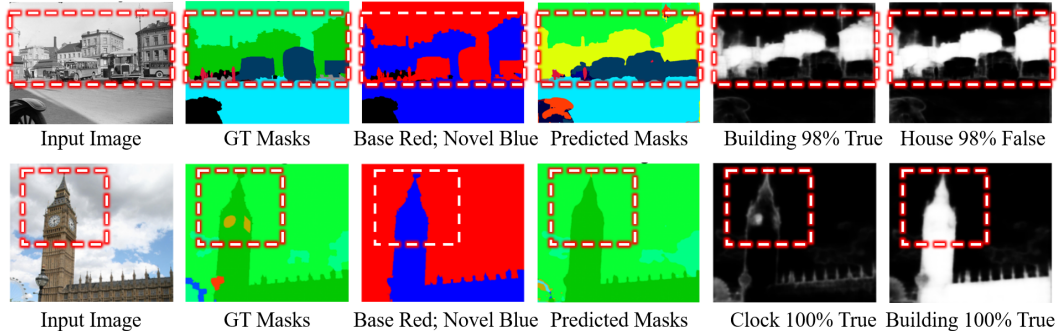 Input Image GT Masks Base Red; Novel Blue Predicted Masks Building 98% True House 98% False
Input Image GT Masks Base Red; Novel Blue Predicted Masks Clock 100% True Building 100% True